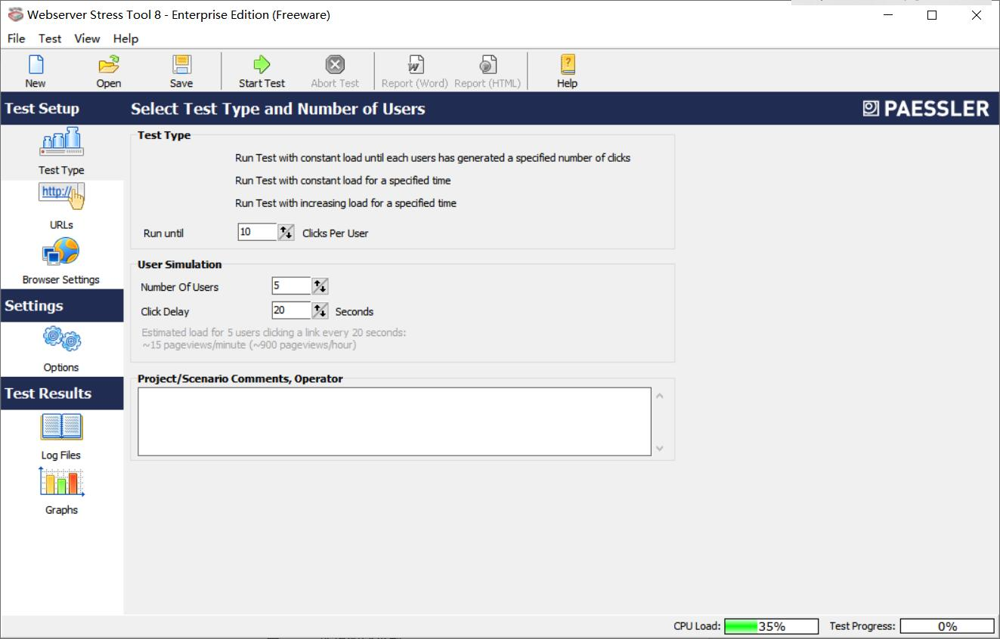 Webserver Stress Tool 8 - Enterprise Edition (Freeware)
File Test View Help
New Open Save Start Test Abort Test Report (Word) Report (HTML) Help
Test Setup
Select Test Type and Number of Users
PAESSLER
Test Type
URLs
http://
Browser Settings
Settings
Options
Test Results
Log Files
Graphs
Test Type
Run Test with constant load until each users has generated a specified number of clicks
Run Test with constant load for a specified time
Run Test with increasing load for a specified time
Run until 10 Clicks Per User
User Simulation
Number Of Users 5
Click Delay 20 Seconds
Estimated load for 5 users clicking a link every 20 seconds:
~15 pageviews/minute (~900 pageviews/hour)
Project/Scenario Comments, Operator
CPU Load: 35% Test Progress: 0%